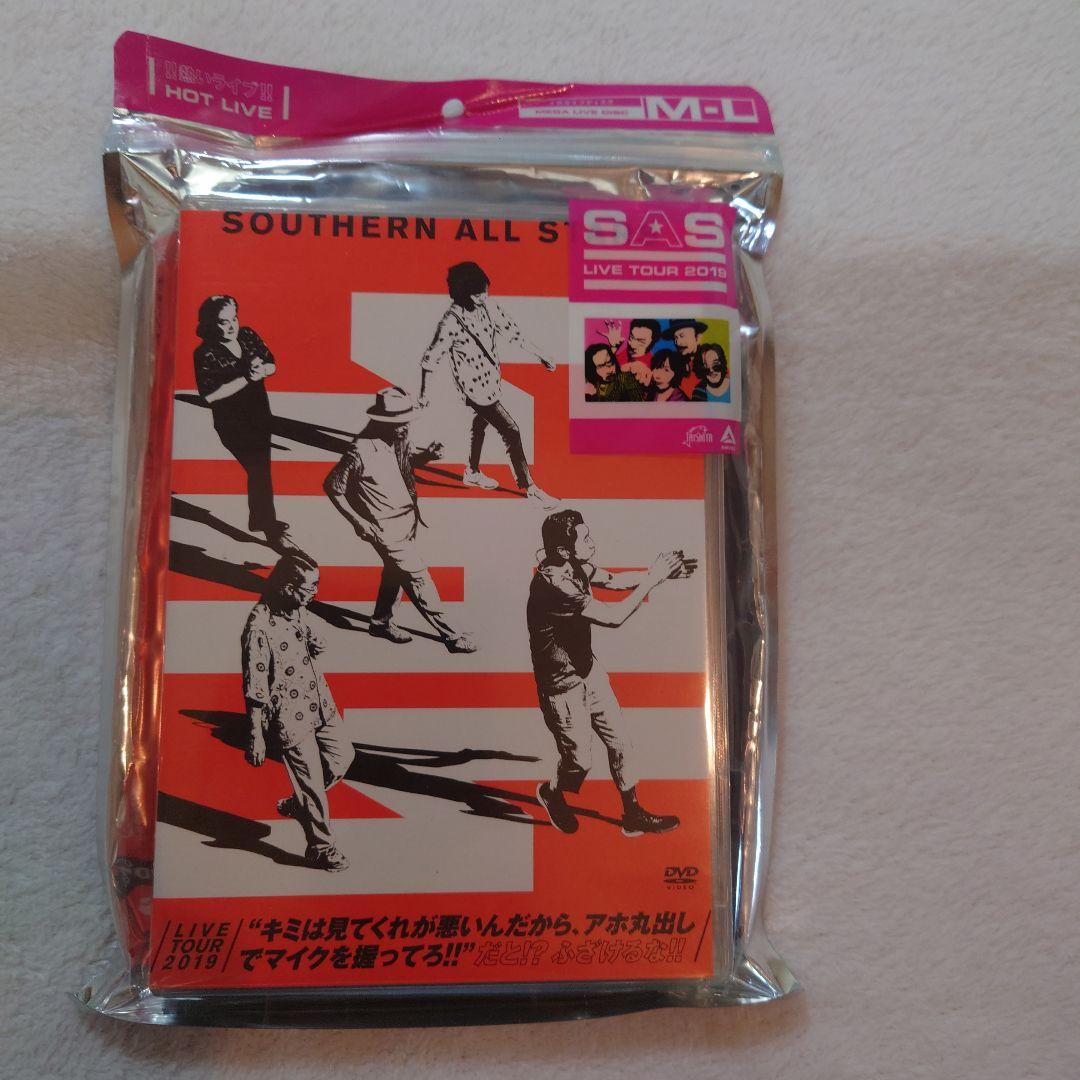 !!熱いライブ!!
HOT LIVE
MEGA LIVE DISC
M-L
SOUTHERN ALL ST
SAS
LIVE TOUR 2019
TAISHITA
DVD
VIDEO
LIVE
TOUR
2019
“キミは見てくれが悪いんだから、アホ丸出し
でマイクを握ってろ!!”だと!? ふざけるな!!